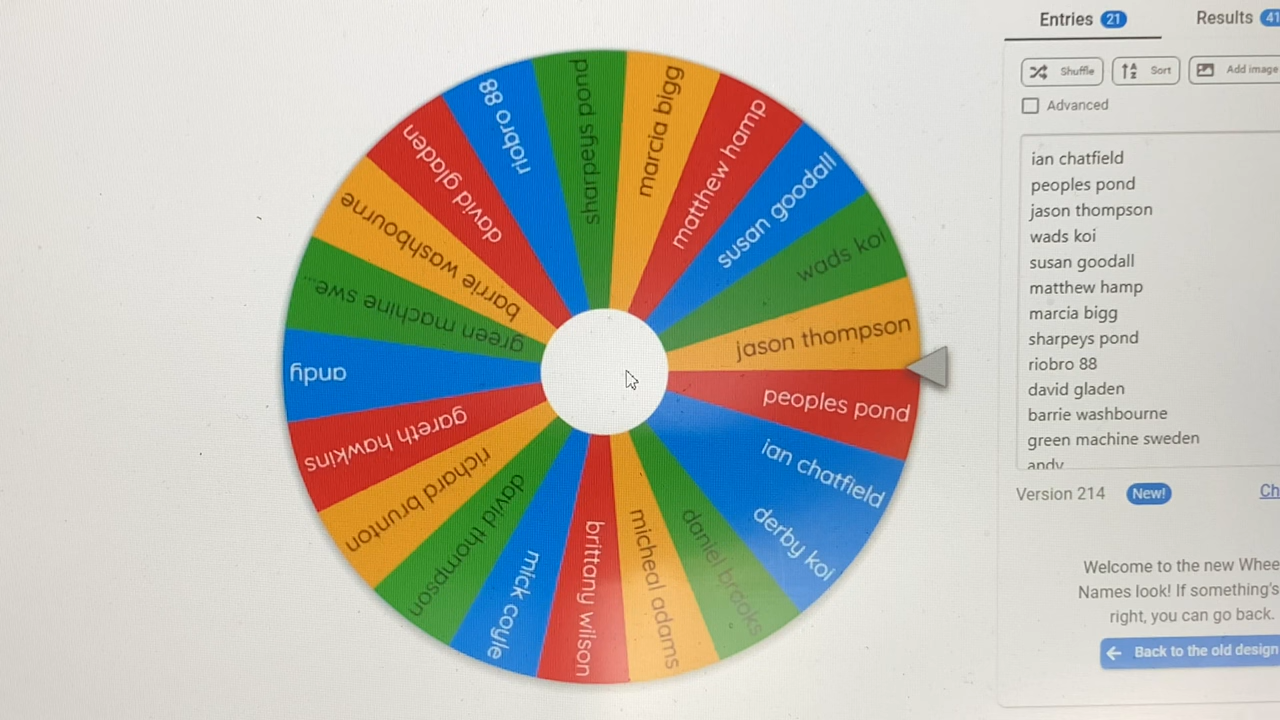 Entries 21 Results 41
Shuffle Sort Add image
Advanced
ian chatfield
peoples pond
jason thompson
wads koi
susan goodall
matthew hamp
marcia bigg
sharpeys pond
riobro 88
david gladen
barrie washbourne
green machine sweden
andy
Version 214 New! Ch
Welcome to the new Whee
Names look! If something's
right, you can go back.
Back to the old design
sharpeys pond
marcia bigg
matthew hamp
susan goodall
wads koi
jason thompson
peoples pond
ian chatfield
derby koi
daniel brooks
micheal adams
brittany wilson
mick coyle
david thompson
richard brunton
gareth hawkins
andy
green machine swe...
barrie washbourne
david gladen
riobro 88